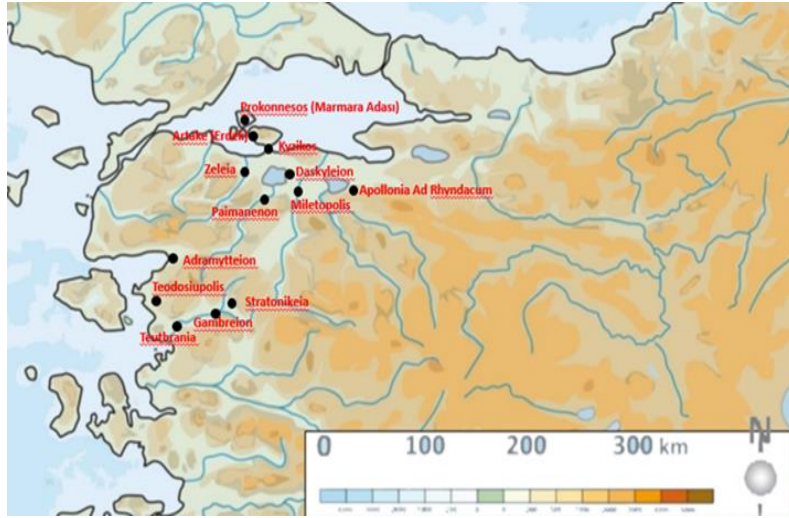 Prokonnesos (Marmara Adası)
Artake (Erdek)
Kyzikos
Zeleia
Daskyleion
Paimanenon
Miletopolis
Apollonia Ad Rhyndacum
Adramytteion
Teodosiupolis
Stratonikeia
Gambreion
Teuthrania
N
0 100 200 300 km